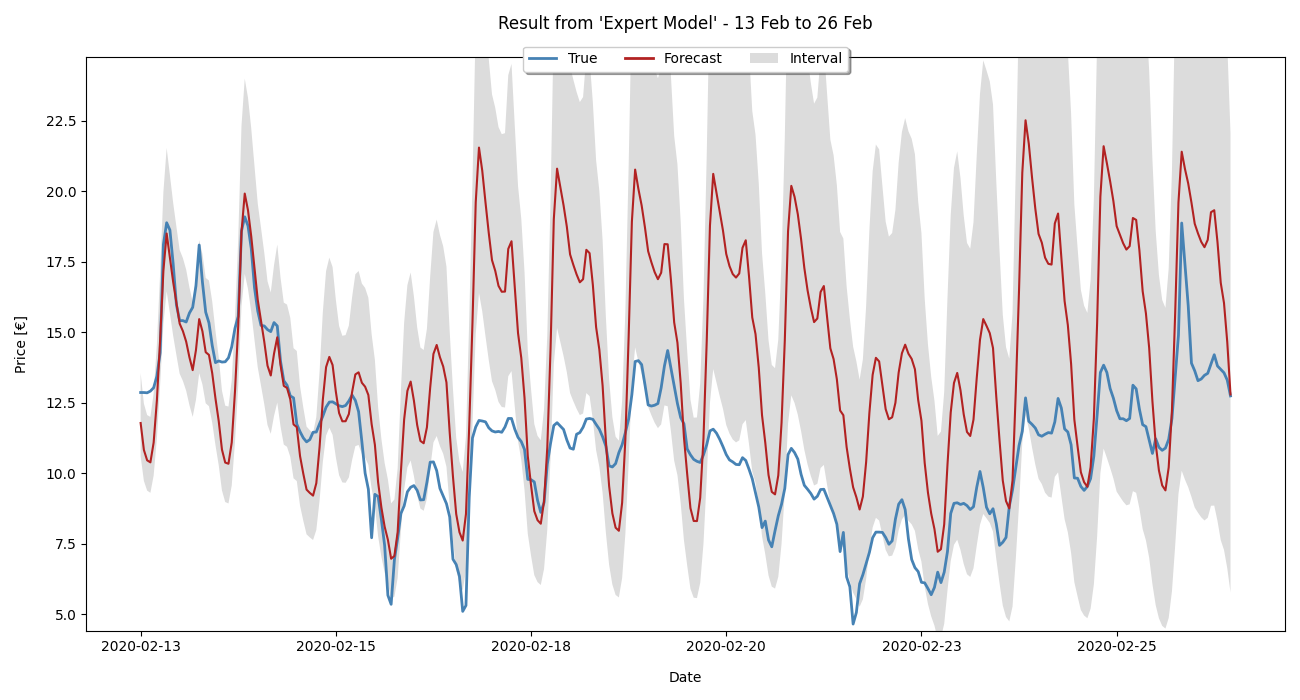 Result from 'Expert Model' - 13 Feb to 26 Feb
True Forecast Interval
Price [€]
22.5
20.0
17.5
15.0
12.5
10.0
7.5
5.0
2020-02-13 2020-02-15 2020-02-18 2020-02-20 2020-02-23 2020-02-25
Date